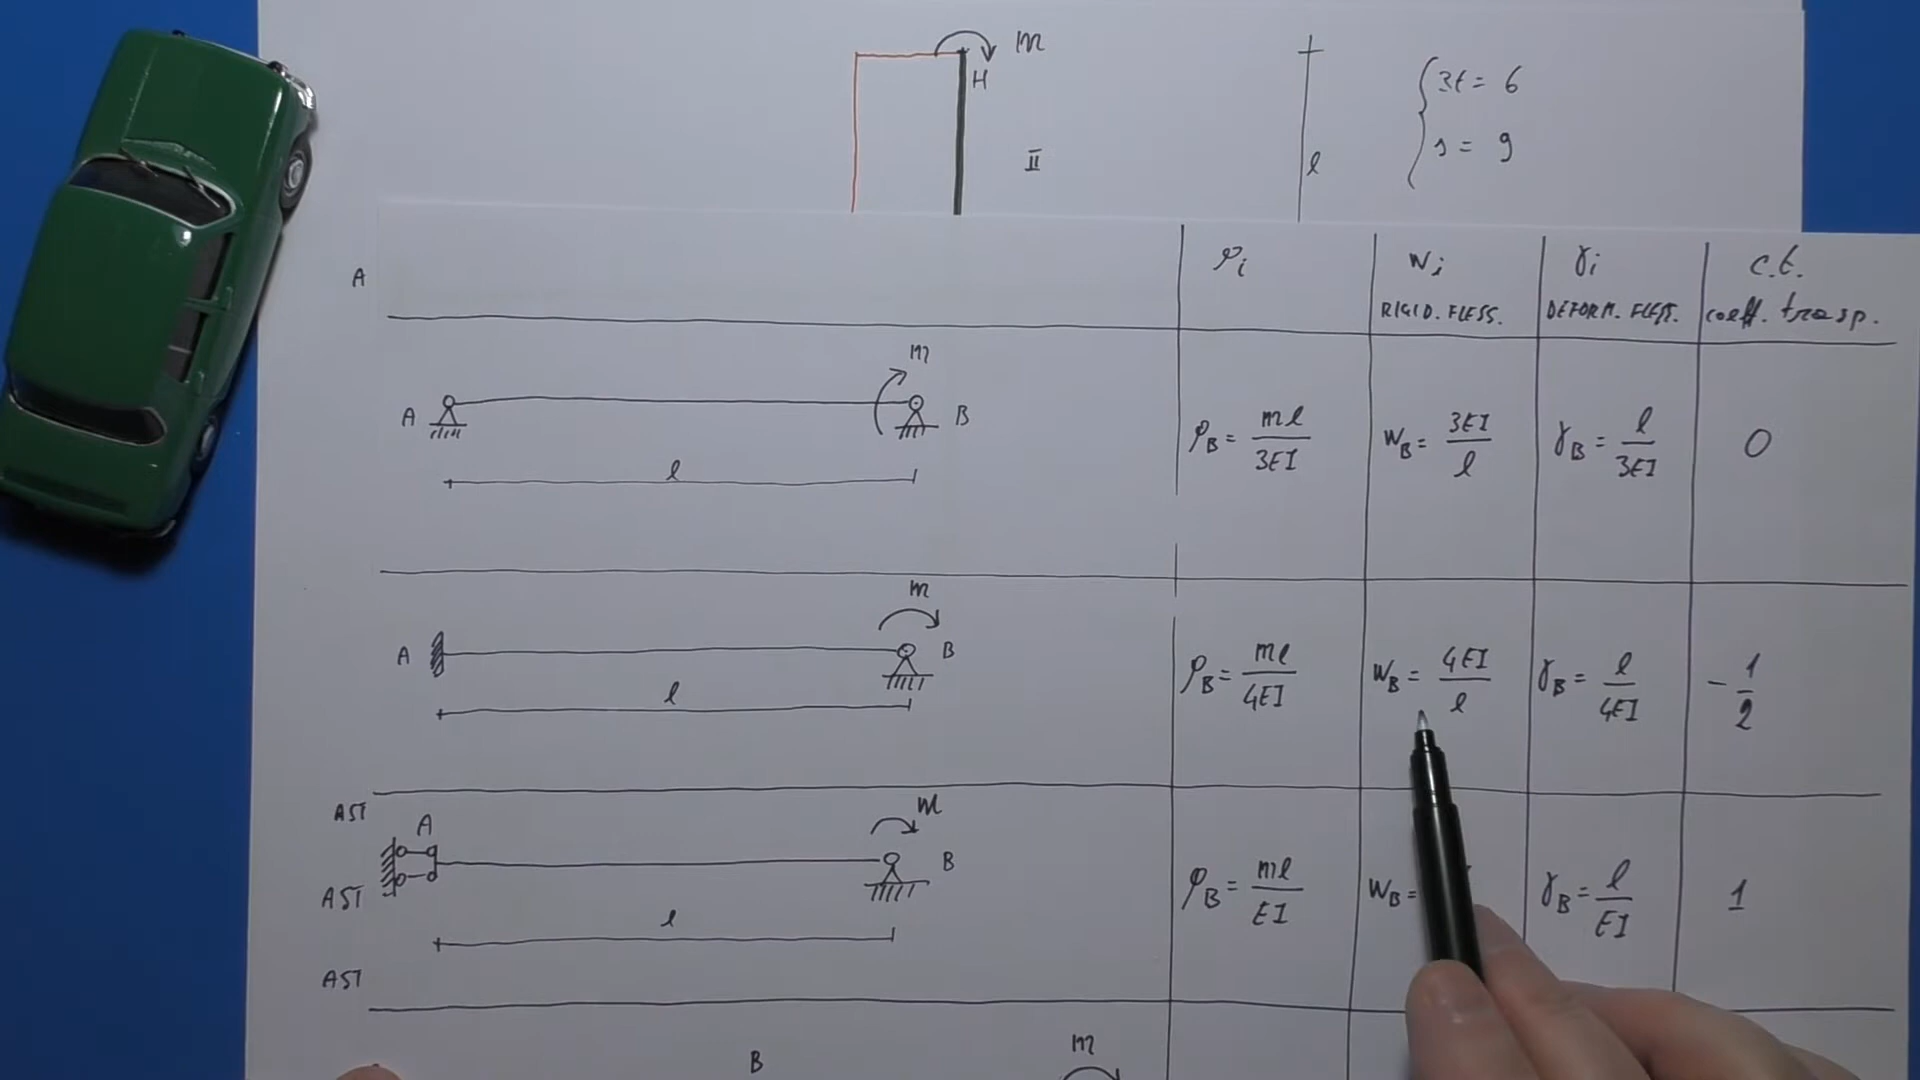 m
H
II
l
3t = 6
s = 9
A
φi
Wi
γi
c.t.
RIGID. FLESS.
DEFORM. FLESS.
coeff. trasp.
m
A
B
l
φB = ml/3EI
WB = 3EI/l
γB = l/3EI
0
m
A
B
l
φB = ml/4EI
WB = 4EI/l
γB = l/4EI
-1/2
AST
A
m
B
AST
l
φB = ml/EI
WB =
γB = l/EI
1
AST
B
m